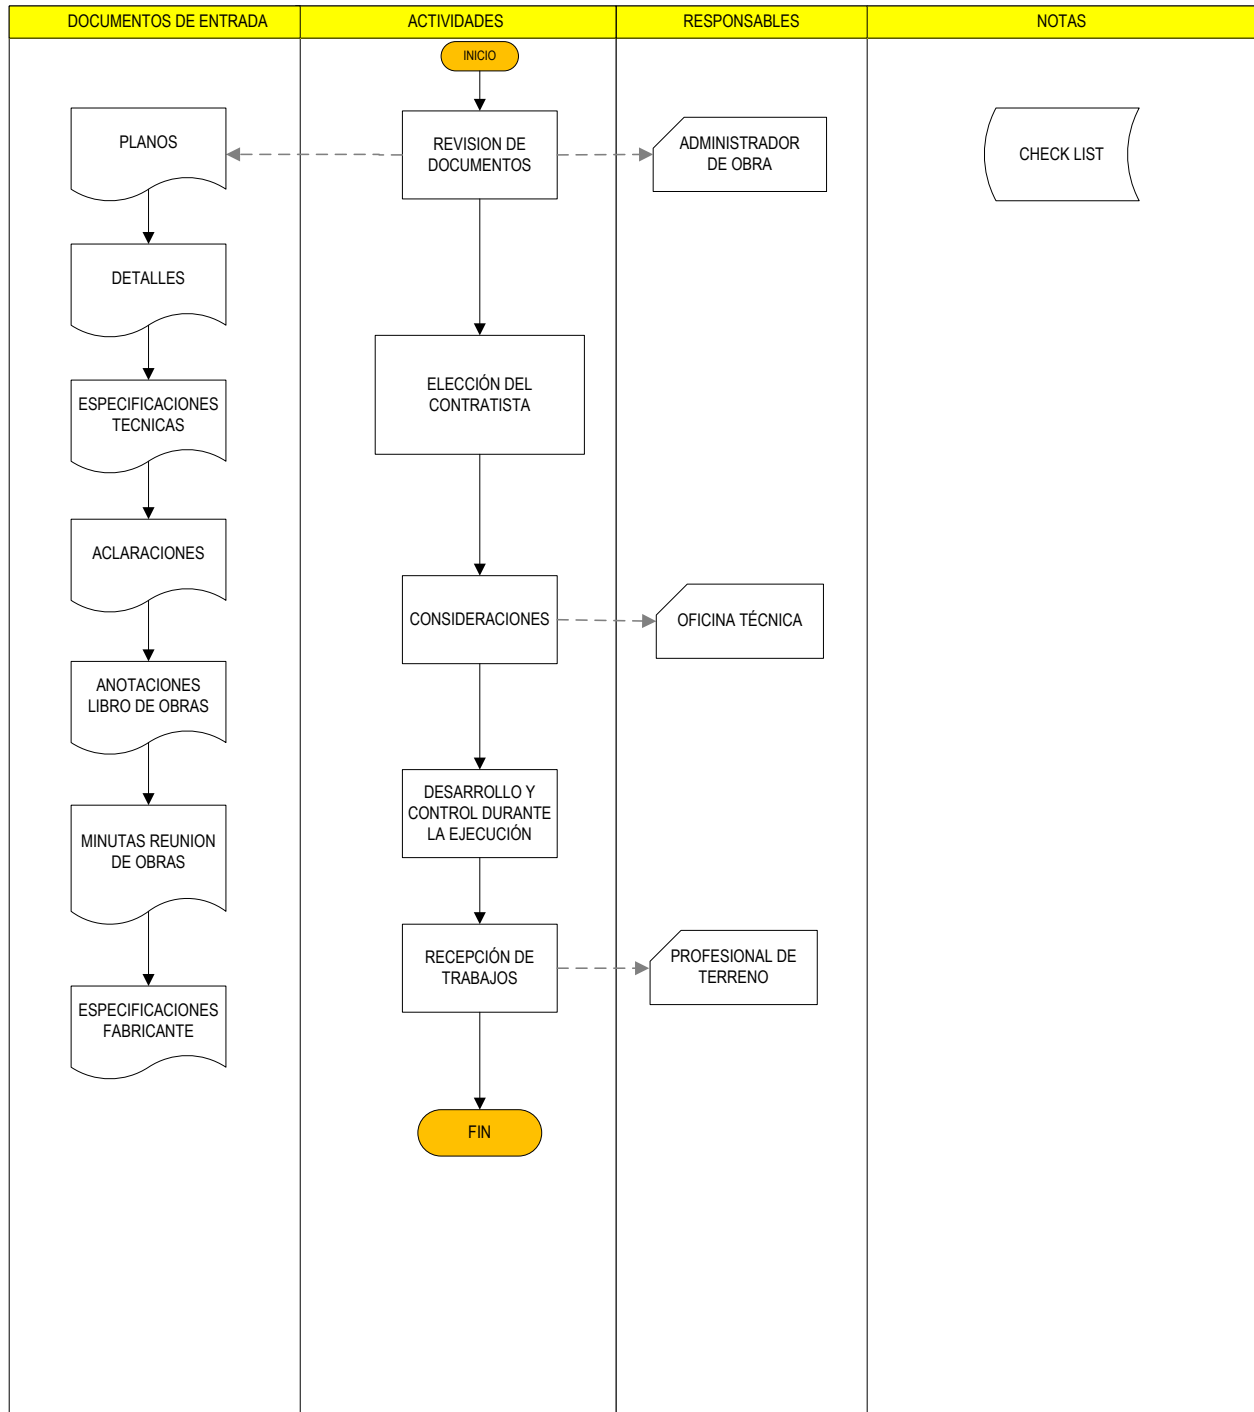 DOCUMENTOS DE ENTRADA
ACTIVIDADES
RESPONSABLES
NOTAS
INICIO
PLANOS
REVISION DE
DOCUMENTOS
ADMINISTRADOR
DE OBRA
CHECK LIST
DETALLES
ELECCIÓN DEL
CONTRATISTA
ESPECIFICACIONES
TECNICAS
ACLARACIONES
CONSIDERACIONES
OFICINA TÉCNICA
ANOTACIONES
LIBRO DE OBRAS
DESARROLLO Y
CONTROL DURANTE
LA EJECUCIÓN
MINUTAS REUNION
DE OBRAS
RECEPCIÓN DE
TRABAJOS
PROFESIONAL DE
TERRENO
ESPECIFICACIONES
FABRICANTE
FIN